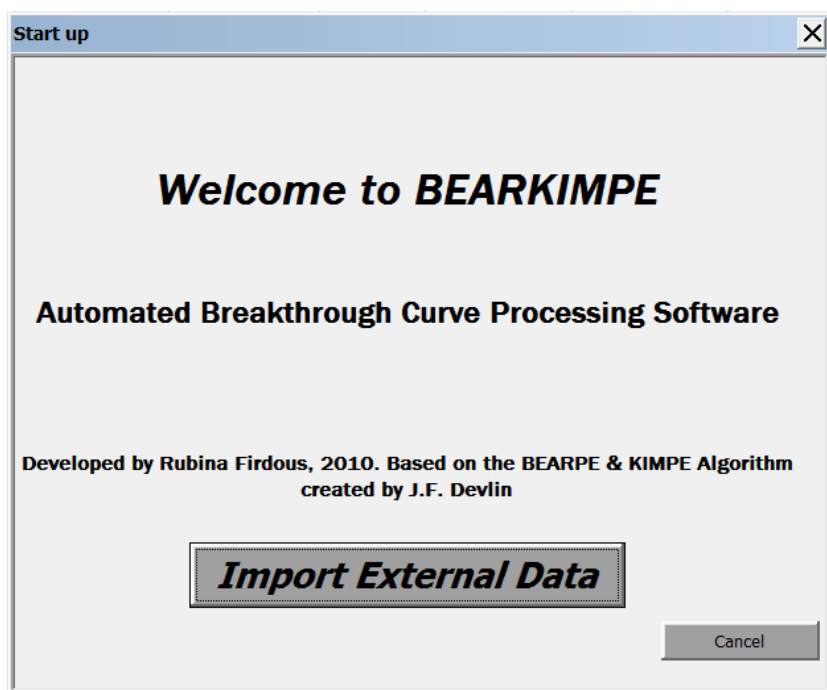 Start up
Welcome to BEARKIMPE
Automated Breakthrough Curve Processing Software
Developed by Rubina Firdous, 2010. Based on the BEARPE & KIMPE Algorithm
created by J.F. Devlin
Import External Data
Cancel